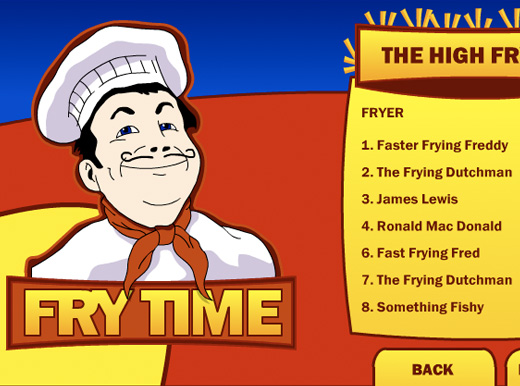 THE HIGH FR
FRYER
1. Faster Frying Freddy
2. The Frying Dutchman
3. James Lewis
4. Ronald Mac Donald
6. Fast Frying Fred
7. The Frying Dutchman
8. Something Fishy
FRY TIME
BACK